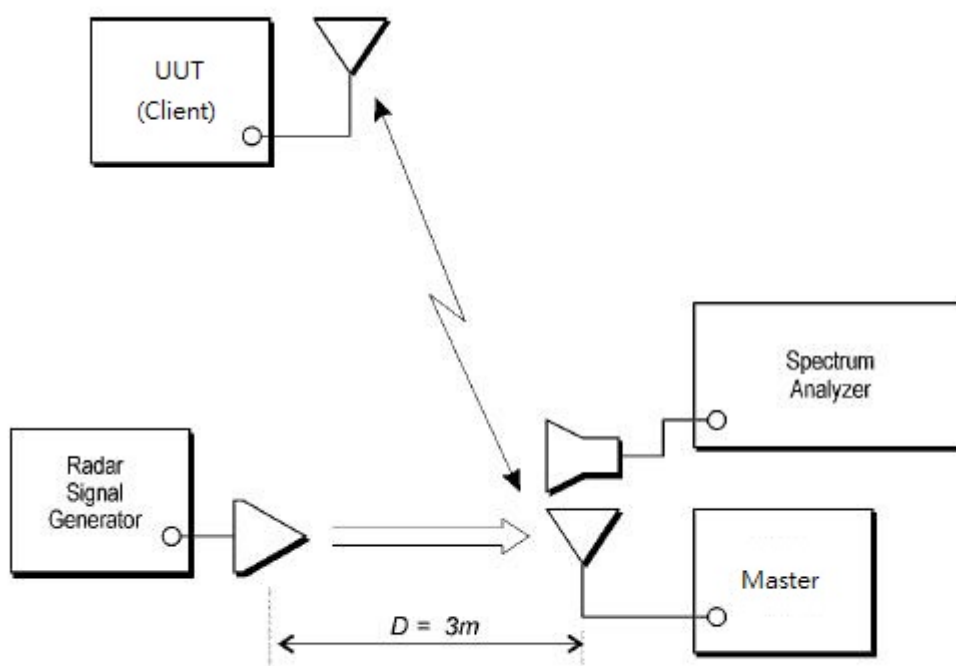 UUT
(Client)
Spectrum
Analyzer
Radar
Signal
Generator
Master
D = 3m